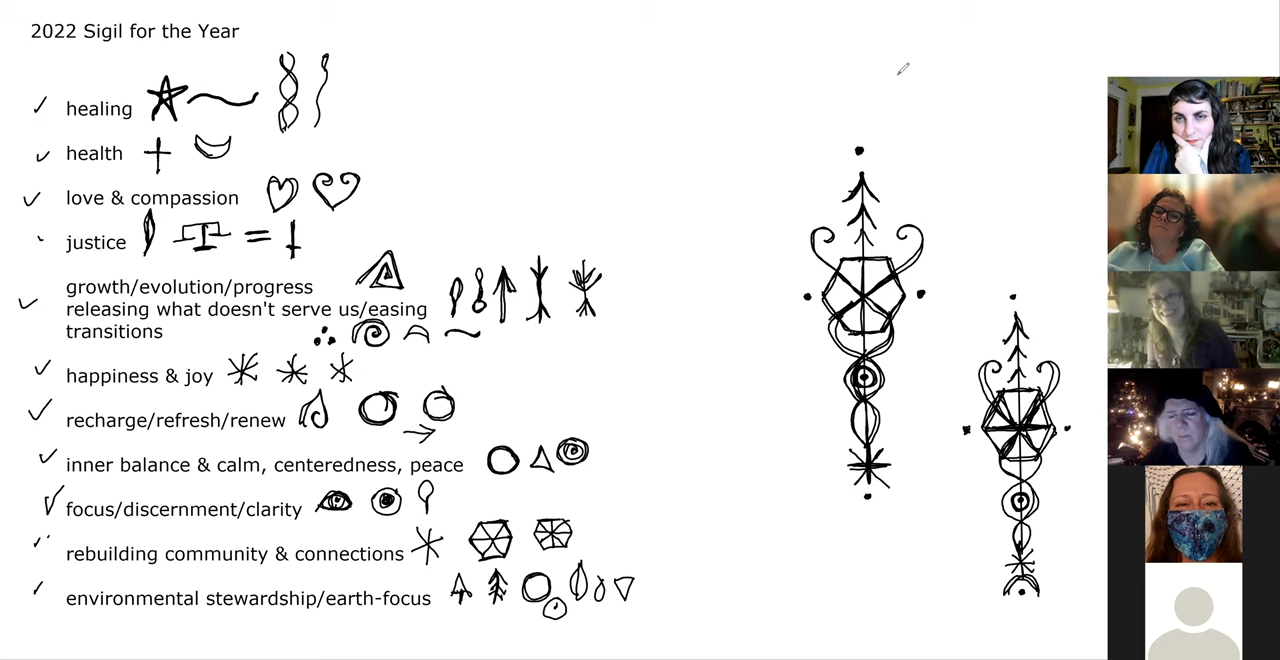 2022 Sigil for the Year
healing
health
love & compassion
justice
growth/evolution/progress
releasing what doesn't serve us/easing
transitions
happiness & joy
recharge/refresh/renew
inner balance & calm, centeredness, peace
focus/discernment/clarity
rebuilding community & connections
environmental stewardship/earth-focus